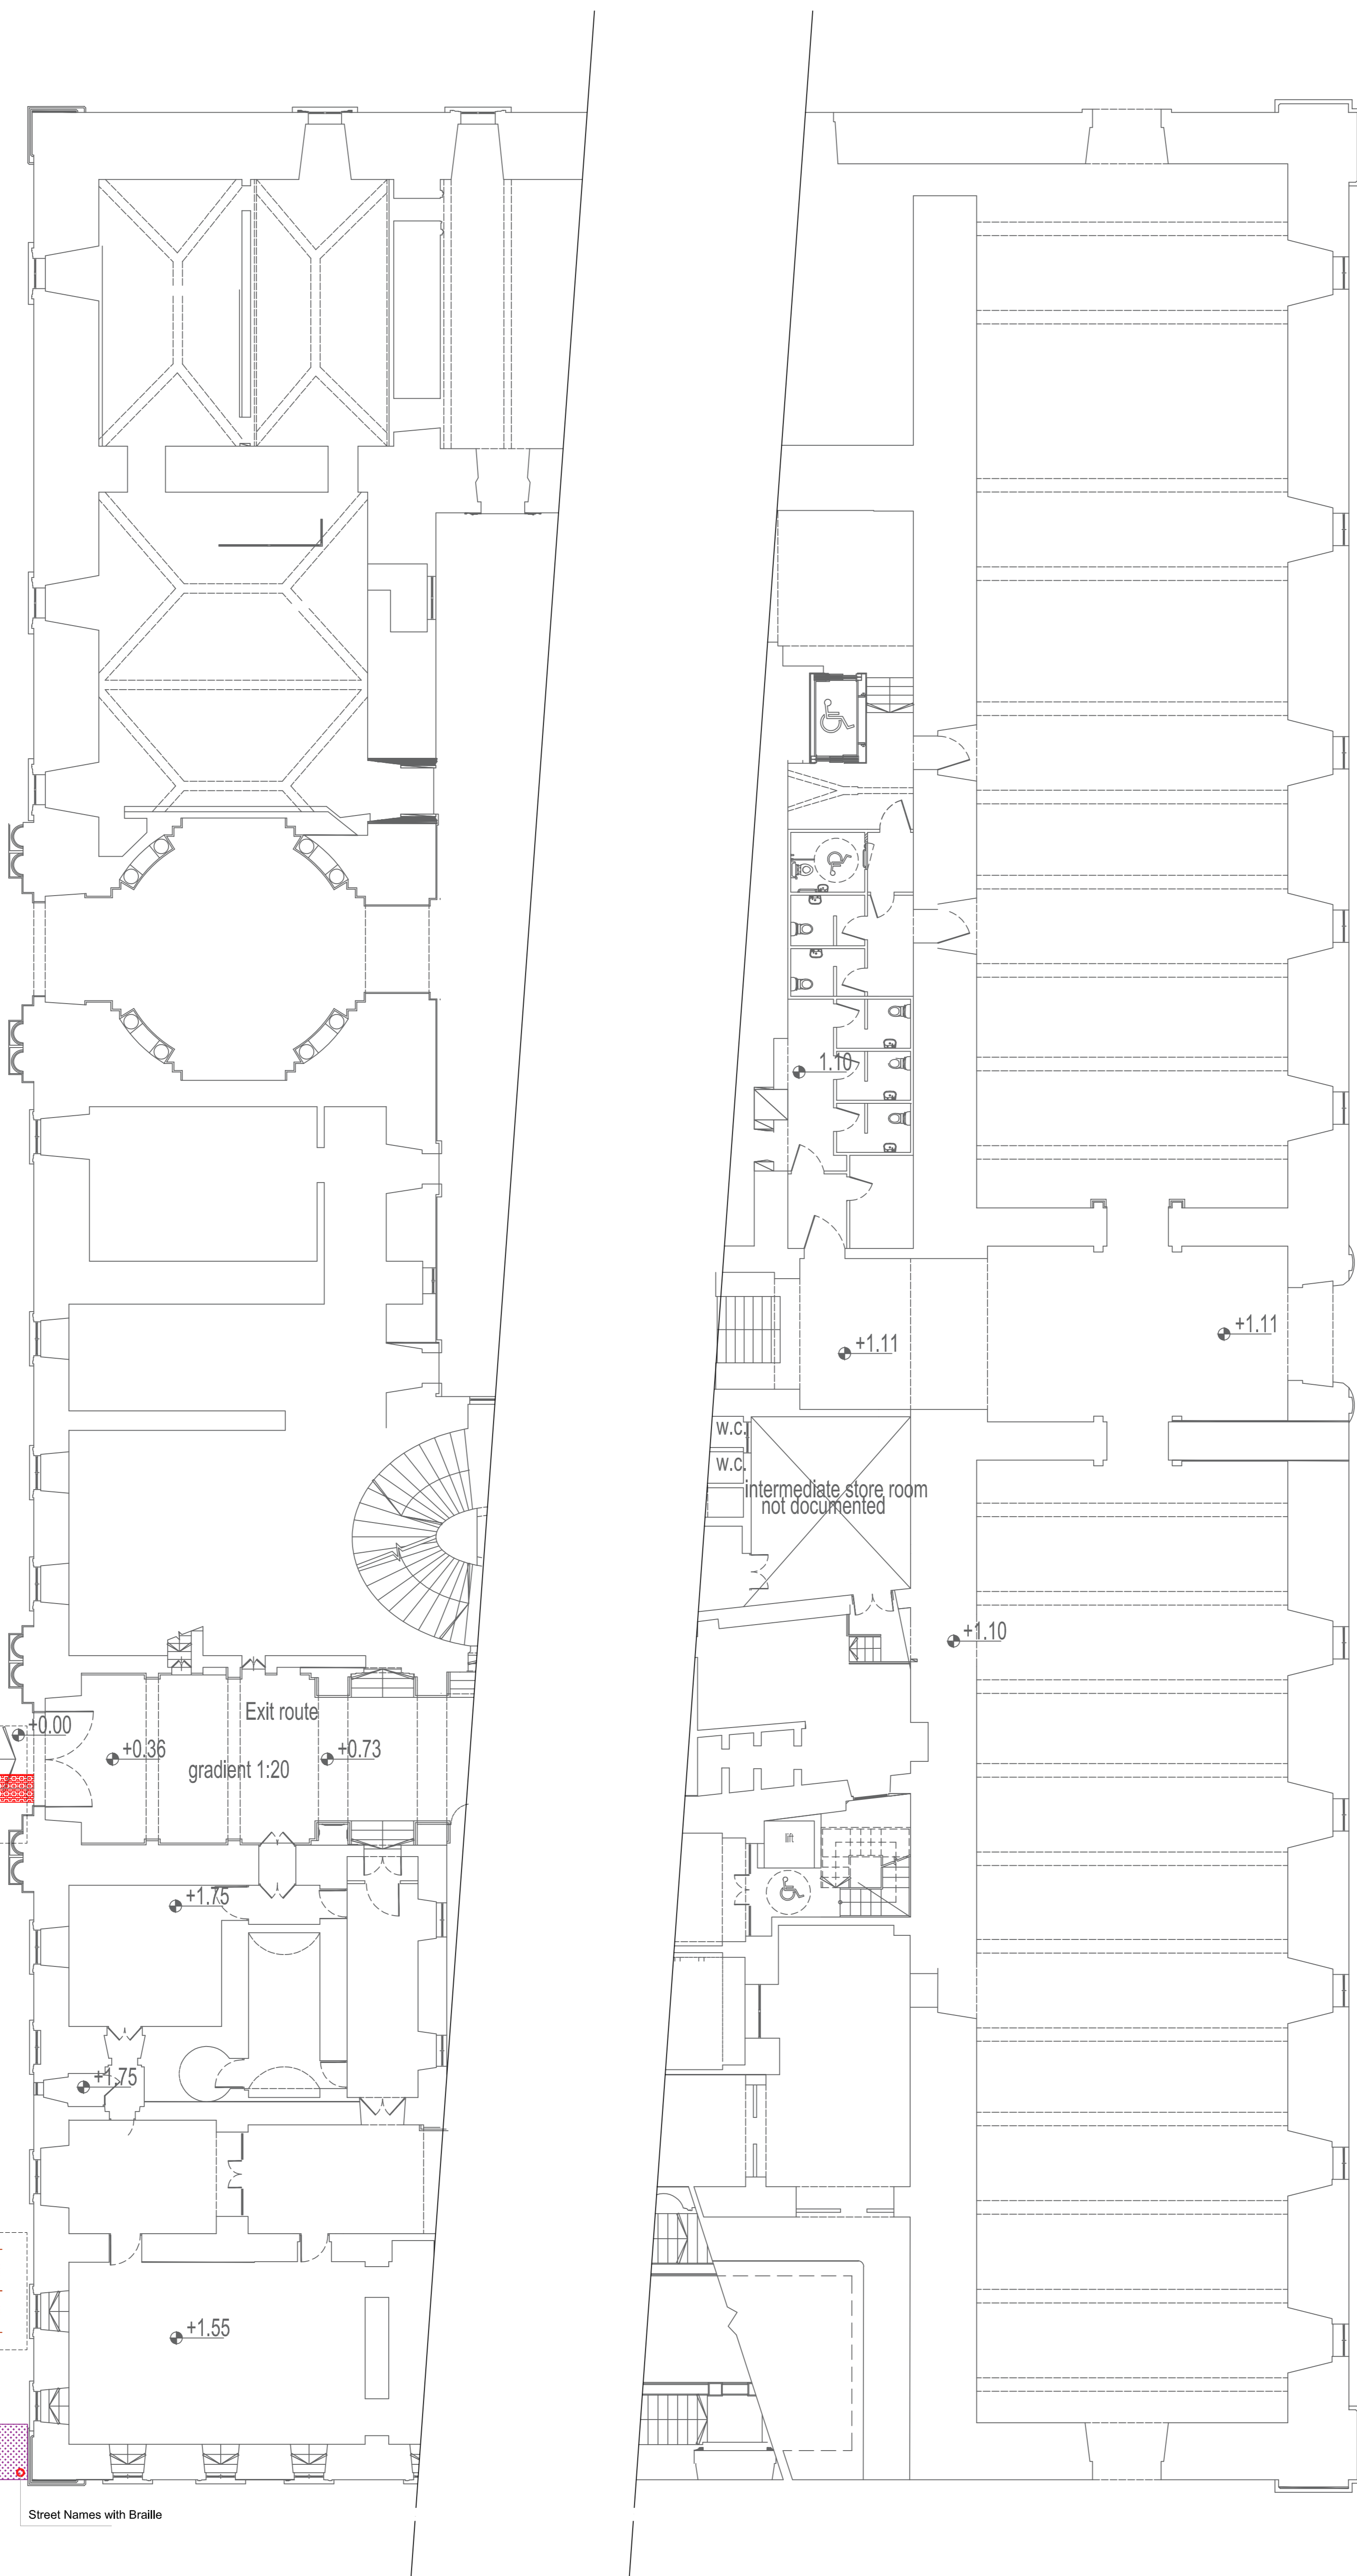 1.10
+1.11
+1.11
w.c.
w.c.
intermediate store room
not documented
+1.10
Exit route
+0.00
+0.36
+0.73
gradient 1:20
lift
+1.75
+1.75
+1.55
Street Names with Braille